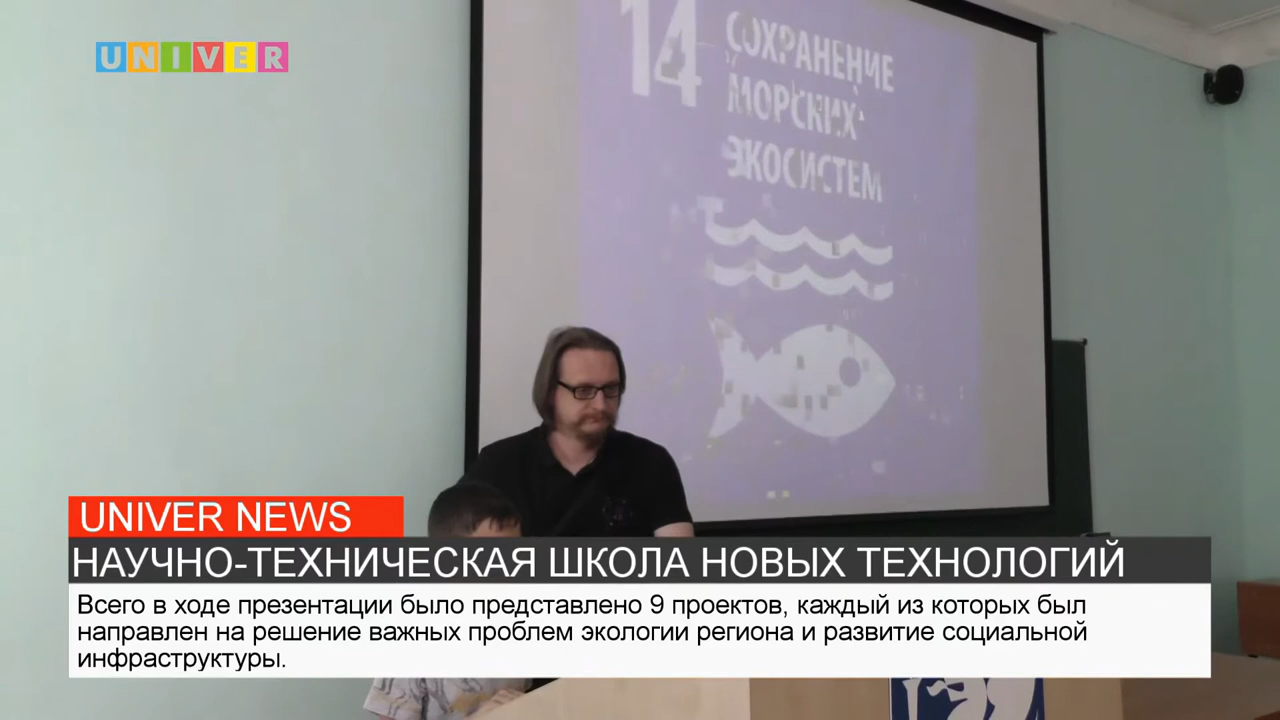 UNIVER
14
СОХРАНЕНИЕ
МОРСКИХ
ЭКОСИСТЕМ
UNIVER NEWS
НАУЧНО-ТЕХНИЧЕСКАЯ ШКОЛА НОВЫХ ТЕХНОЛОГИЙ
Всего в ходе презентации было представлено 9 проектов, каждый из которых был
направлен на решение важных проблем экологии региона и развитие социальной
инфраструктуры.